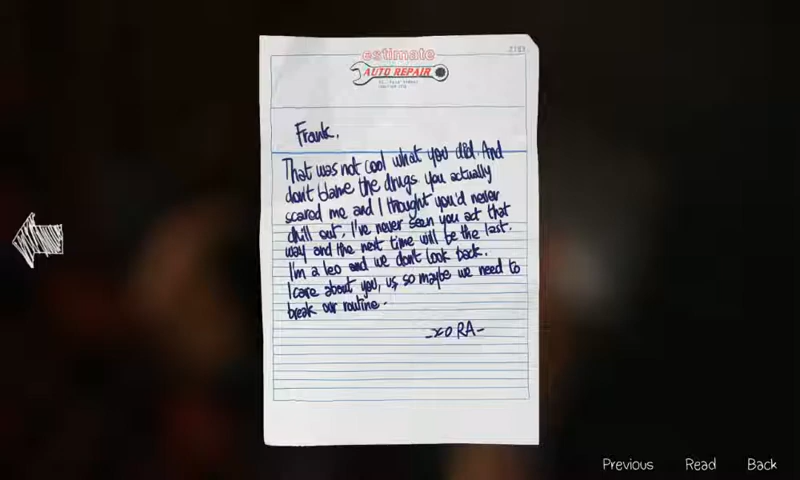 estimate
AUTO REPAIR
Frank,
That was not cool what you did. And
don't blame the drugs you actually
scared me and I thought you'd never
chill out. I've never seen you act that
way and the next time will be the last.
I'm a leo and we don't look back.
I care about you, us, so maybe we need to
break our routine.
-xo RA-
Previous Read Back